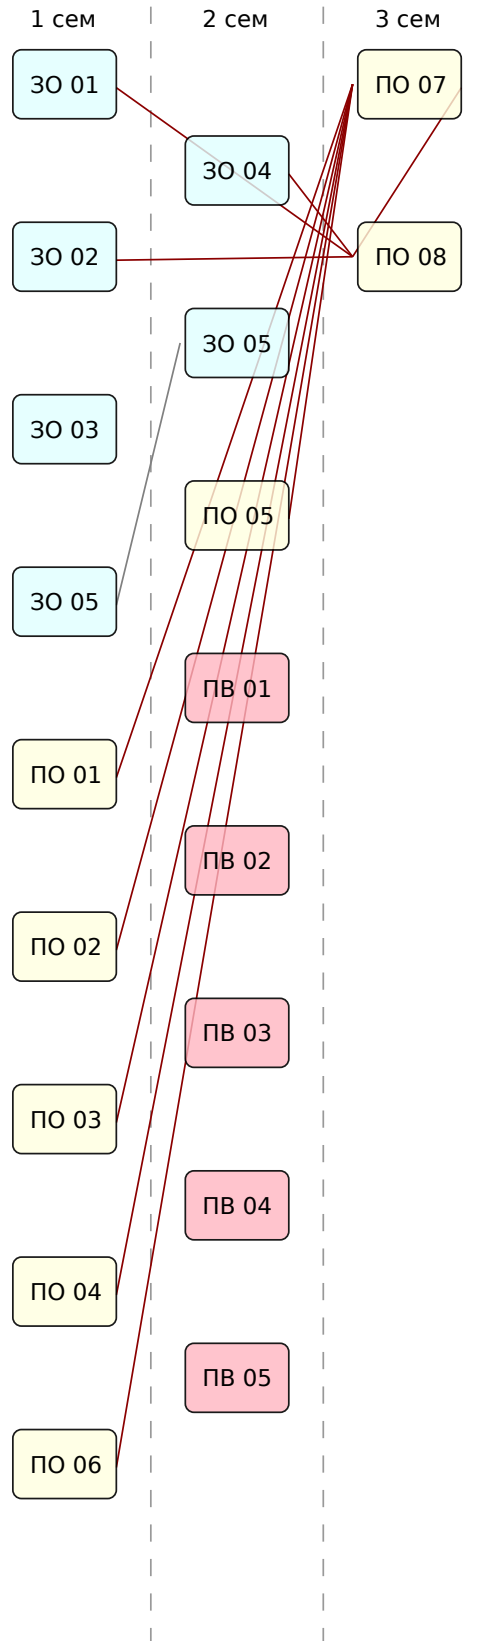 1 сем
2 сем
3 сем
ЗО 01
ЗО 02
ЗО 03
ЗО 05
ПО 01
ПО 02
ПО 03
ПО 04
ПО 06
ЗО 04
ЗО 05
ПО 05
ПВ 01
ПВ 02
ПВ 03
ПВ 04
ПВ 05
ПО 07
ПО 08